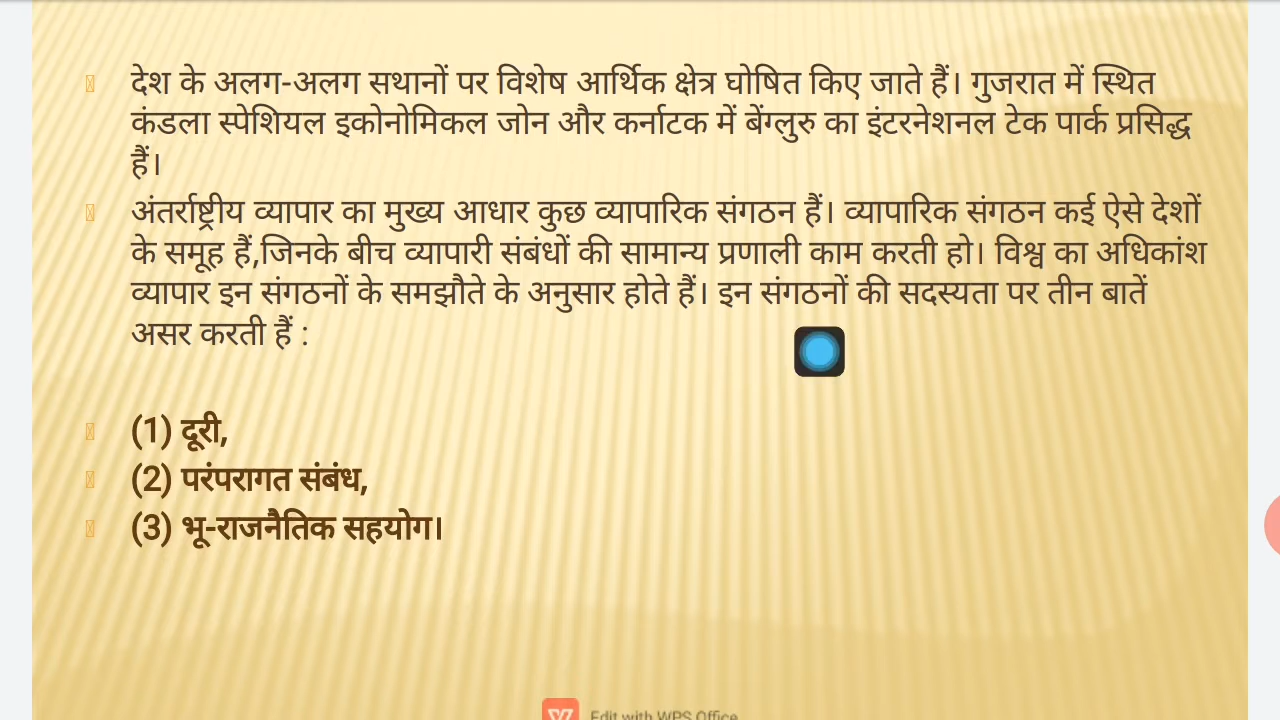 देश के अलग-अलग सथानों पर विशेष आर्थिक क्षेत्र घोषित किए जाते हैं। गुजरात में स्थित
कंडला स्पेशियल इकोनोमिकल जोन और कर्नाटक में बेंग्लुरु का इंटरनेशनल टेक पार्क प्रसिद्ध
हैं।
अंतर्राष्ट्रीय व्यापार का मुख्य आधार कुछ व्यापारिक संगठन हैं। व्यापारिक संगठन कई ऐसे देशों
के समूह हैं,जिनके बीच व्यापारी संबंधों की सामान्य प्रणाली काम करती हो। विश्व का अधिकांश
व्यापार इन संगठनों के समझौते के अनुसार होते हैं। इन संगठनों की सदस्यता पर तीन बातें
असर करती हैं :
(1) दूरी,
(2) परंपरागत संबंध,
(3) भू-राजनैतिक सहयोग।
Edit with WPS Office